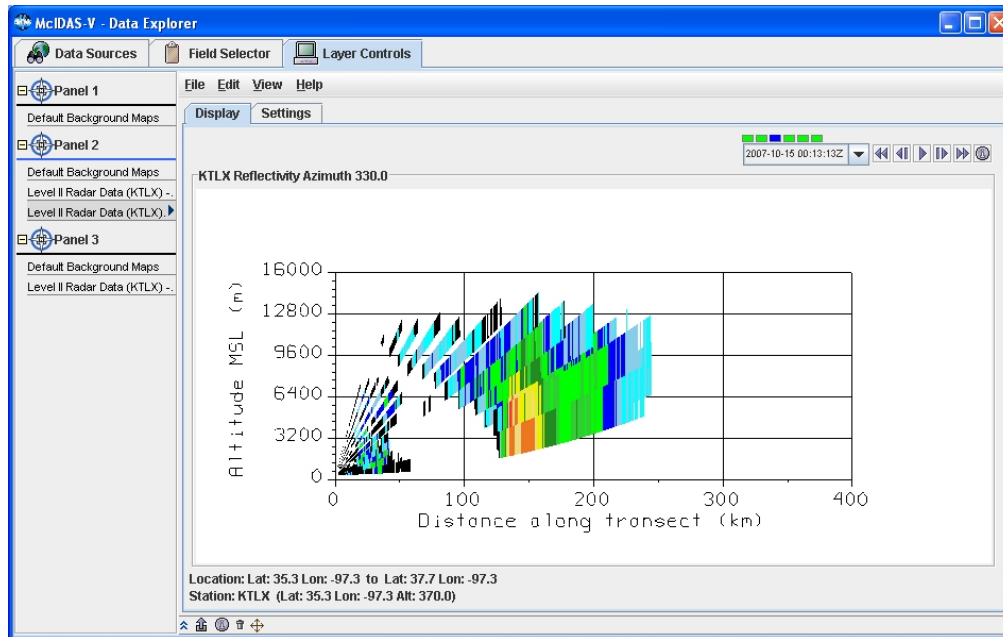 McIDAS-V - Data Explorer
Data Sources
Field Selector
Layer Controls
Panel 1
Default Background Maps
Panel 2
Default Background Maps
Level II Radar Data (KTLX) -.
Level II Radar Data (KTLX).
Panel 3
Default Background Maps
Level II Radar Data (KTLX) -.
File Edit View Help
Display Settings
2007-10-15 00:13:13Z
KTLX Reflectivity Azimuth 330.0
Altitude MSL (m)
16000
12800
9600
6400
3200
0
0 100 200 300 400
Distance along transect (km)
Location: Lat: 35.3 Lon: -97.3 to Lat: 37.7 Lon: -97.3
Station: KTLX (Lat: 35.3 Lon: -97.3 Alt: 370.0)